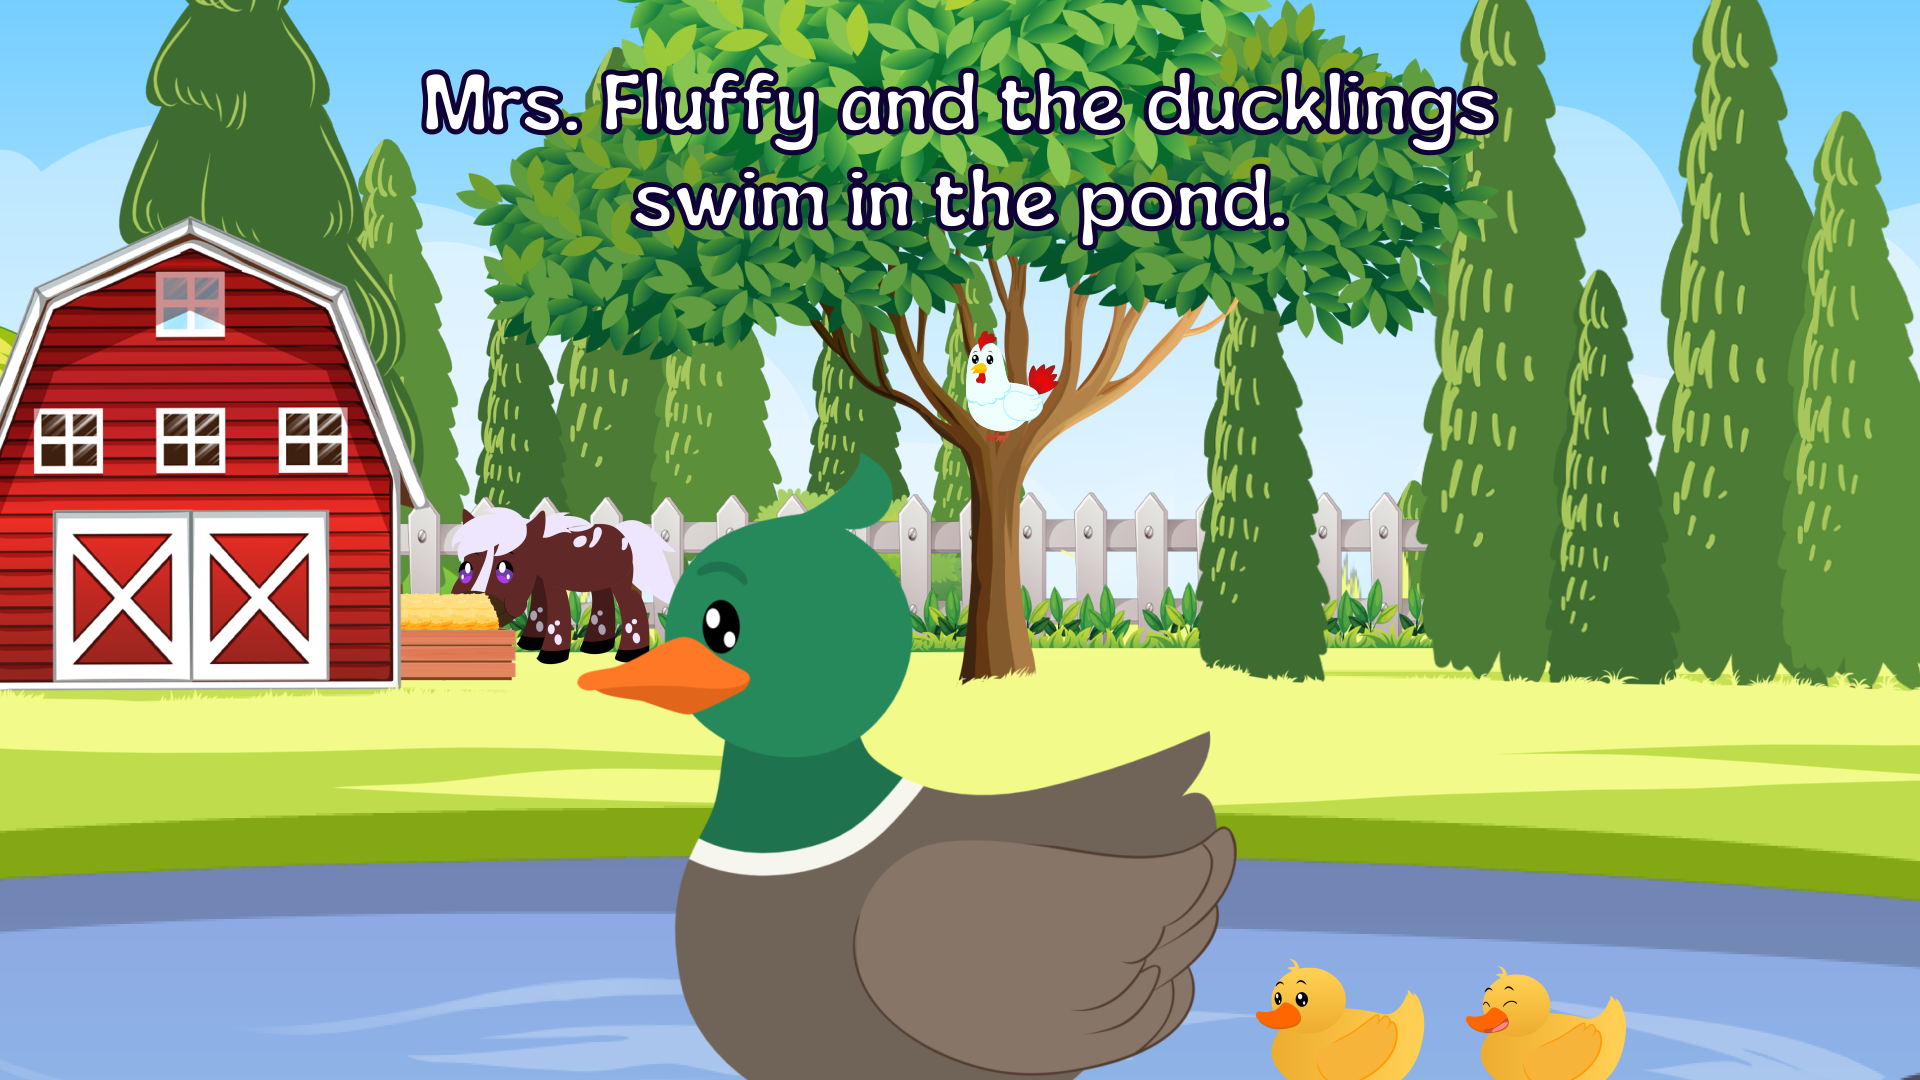 Mrs. Fluffy and the ducklings
swim in the pond.